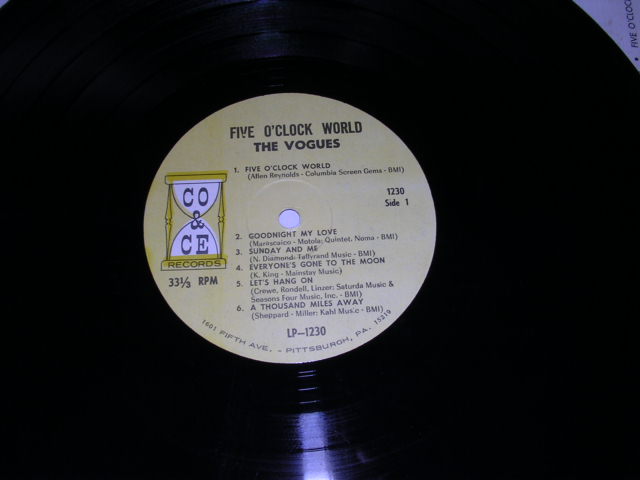 FIVE O'CLOCK
FIVE O'CLOCK WORLD
THE VOGUES
1. FIVE O'CLOCK WORLD
(Allen Reynolds - Columbia Screen Gems - BMI)
1230
Side 1
CO
&
CE
RECORDS
33⅓ RPM
2. GOODNIGHT MY LOVE
(Marascalco - Motola; Quintet, Noma - BMI)
3. SUNDAY AND ME
(N. Diamond; Tallyrand Music - BMI)
4. EVERYONE'S GONE TO THE MOON
(K. King - Mainstay Music)
5. LET'S HANG ON
(Crewe, Randell, Linzer; Saturday Music &
Seasons Four Music, Inc. - BMI)
6. A THOUSAND MILES AWAY
(Sheppard - Miller; Kahl Music - BMI)
LP-1230
1601 FIFTH AVE. - PITTSBURGH, PA. 15219